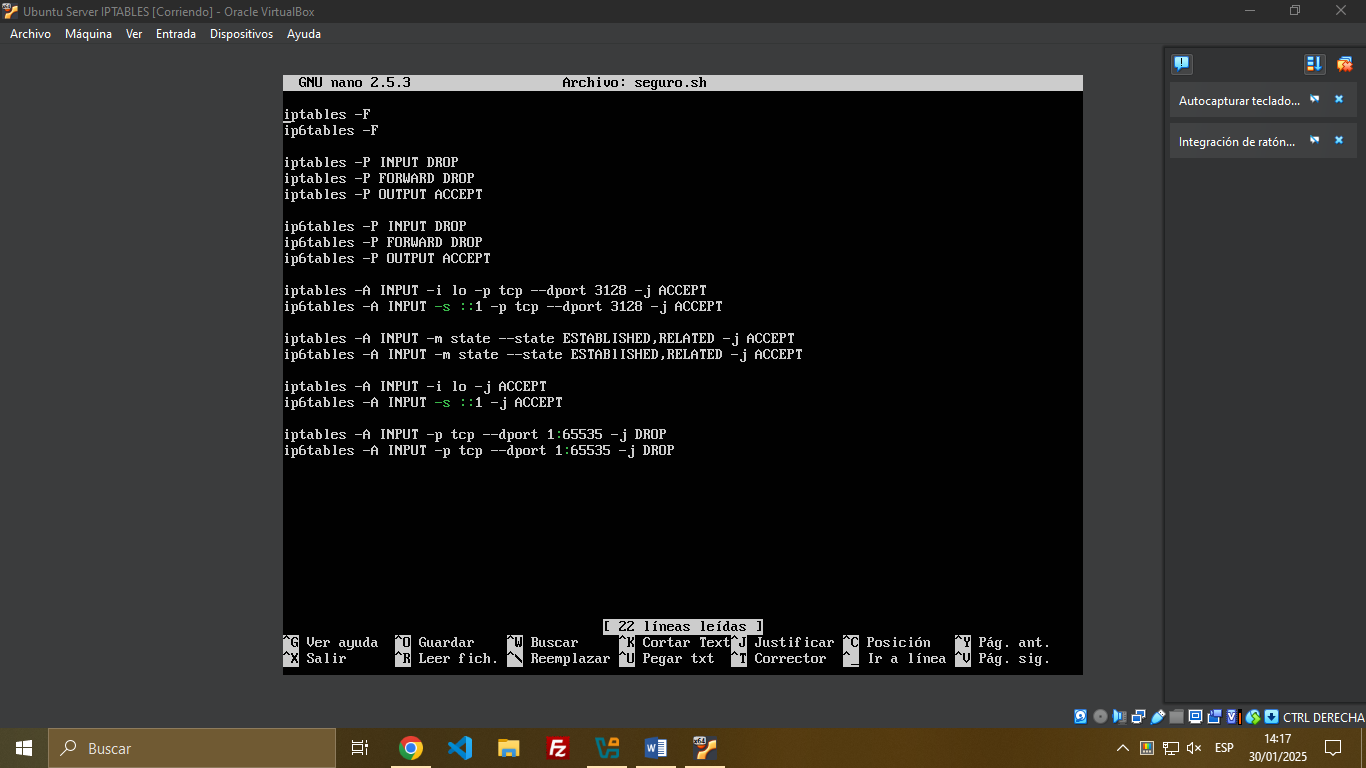 Ubuntu Server IPTABLES [Corriendo] - Oracle VirtualBox
Archivo Máquina Ver Entrada Dispositivos Ayuda
GNU nano 2.5.3 Archivo: seguro.sh
iptables -F
ip6tables -F
iptables -P INPUT DROP
iptables -P FORWARD DROP
iptables -P OUTPUT ACCEPT
ip6tables -P INPUT DROP
ip6tables -P FORWARD DROP
ip6tables -P OUTPUT ACCEPT
iptables -A INPUT -i lo -p tcp --dport 3128 -j ACCEPT
ip6tables -A INPUT -s ::1 -p tcp --dport 3128 -j ACCEPT
iptables -A INPUT -m state --state ESTABLISHED,RELATED -j ACCEPT
ip6tables -A INPUT -m state --state ESTABlISHED,RELATED -j ACCEPT
iptables -A INPUT -i lo -j ACCEPT
ip6tables -A INPUT -s ::1 -j ACCEPT
iptables -A INPUT -p tcp --dport 1:65535 -j DROP
ip6tables -A INPUT -p tcp --dport 1:65535 -j DROP
[ 22 líneas leídas ]
^G Ver ayuda ^O Guardar ^W Buscar ^K Cortar Text ^J Justificar ^C Posición ^Y Pág. ant.
^X Salir ^R Leer fich. ^\ Reemplazar ^U Pegar txt ^T Corrector ^_ Ir a línea ^V Pág. sig.
Autocapturar teclado...
Integración de ratón...
CTRL DERECHA
Buscar
ESP
14:17
30/01/2025